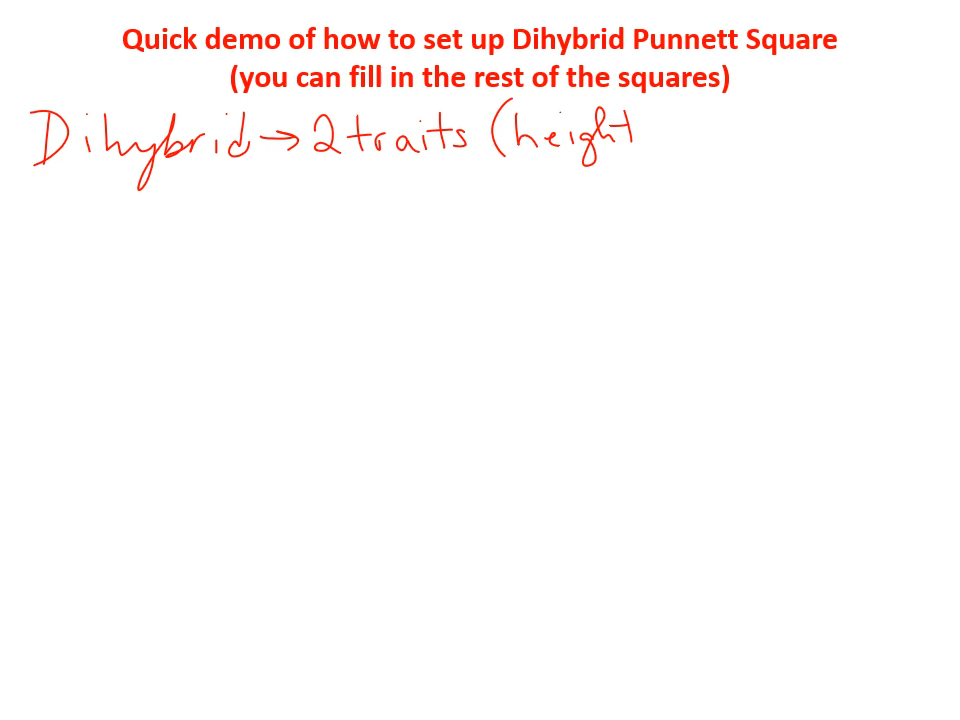 Quick demo of how to set up Dihybrid Punnett Square
(you can fill in the rest of the squares)
Dihybrid → 2 traits (height